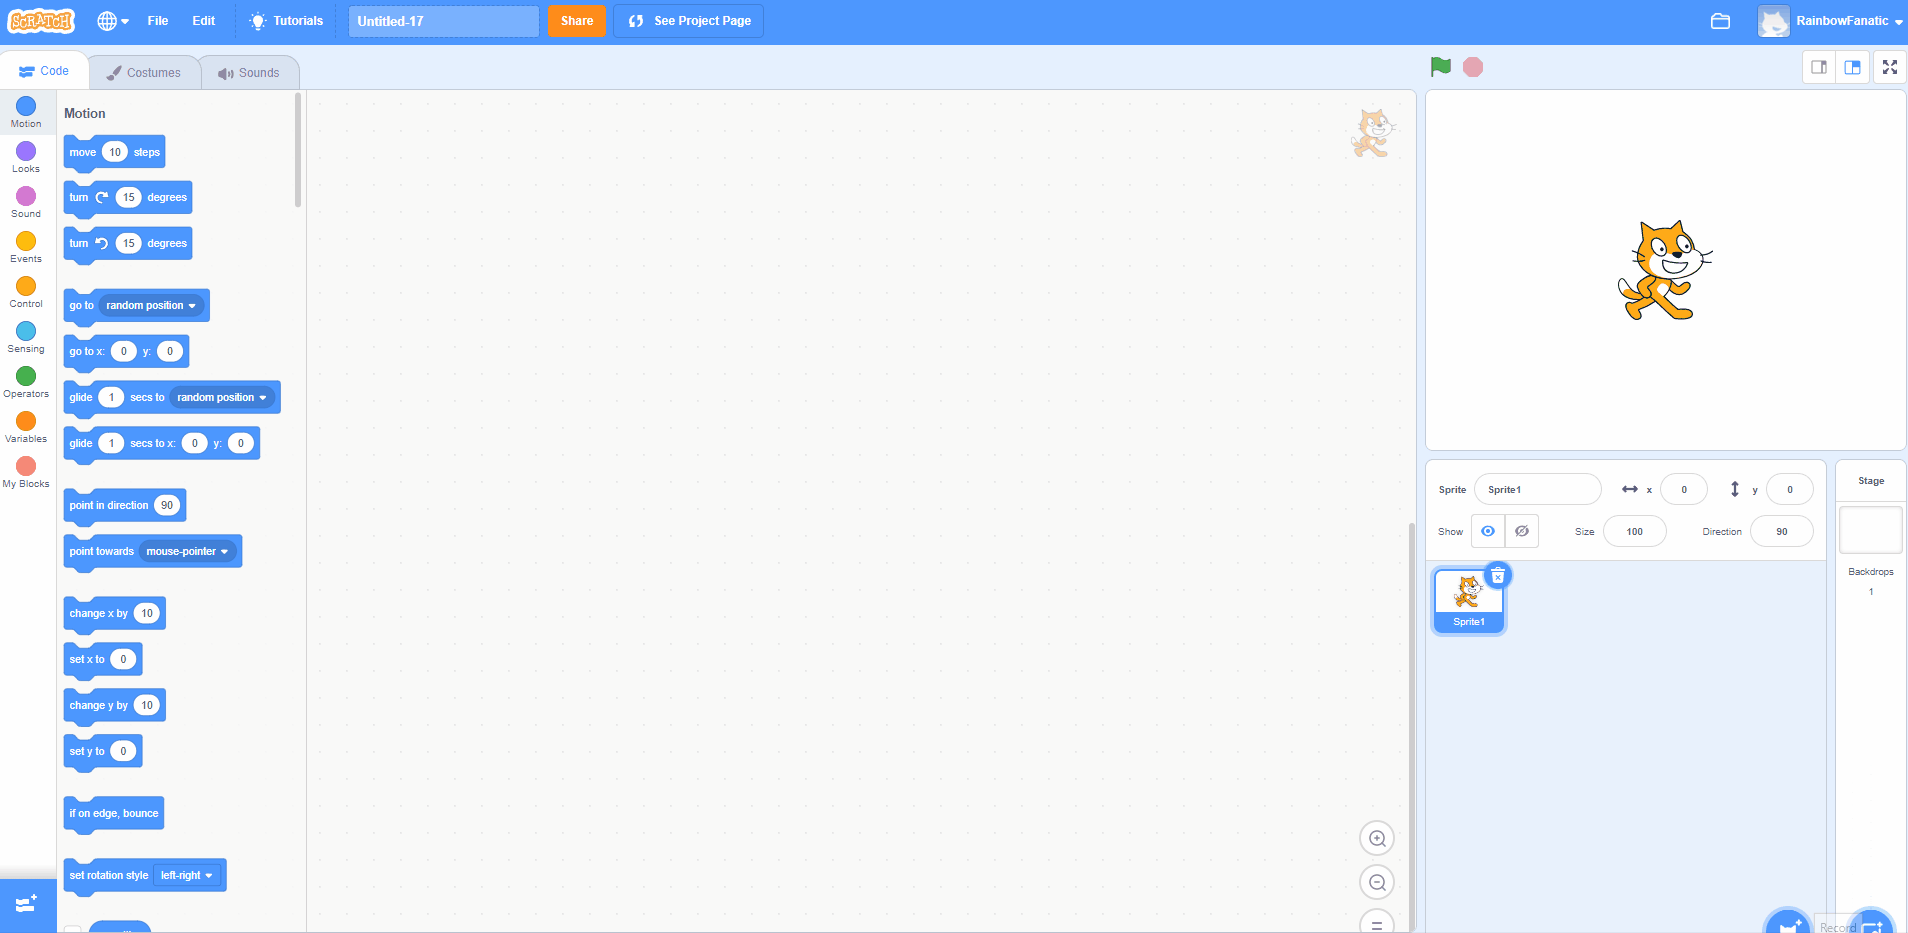 SCRATCH File Edit Tutorials Untitled-17 Share See Project Page RainbowFanatic
Code Costumes Sounds
Motion
Looks
Sound
Events
Control
Sensing
Operators
Variables
My Blocks
Motion
move 10 steps
turn 15 degrees
turn 15 degrees
go to random position
go to x: 0 y: 0
glide 1 secs to random position
glide 1 secs to x: 0 y: 0
point in direction 90
point towards mouse-pointer
change x by 10
set x to 0
change y by 10
set y to 0
if on edge, bounce
set rotation style left-right
Sprite Sprite1 x 0 y 0
Show Size 100 Direction 90
Sprite1
Stage
Backdrops
1
Record